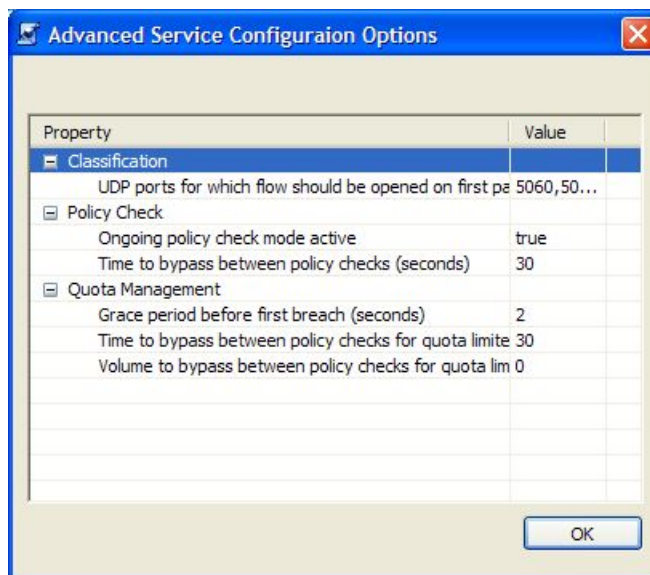 Advanced Service Configuraion Options
Property Value
Classification
UDP ports for which flow should be opened on first pa 5060,50...
Policy Check
Ongoing policy check mode active true
Time to bypass between policy checks (seconds) 30
Quota Management
Grace period before first breach (seconds) 2
Time to bypass between policy checks for quota limite 30
Volume to bypass between policy checks for quota lim 0
OK